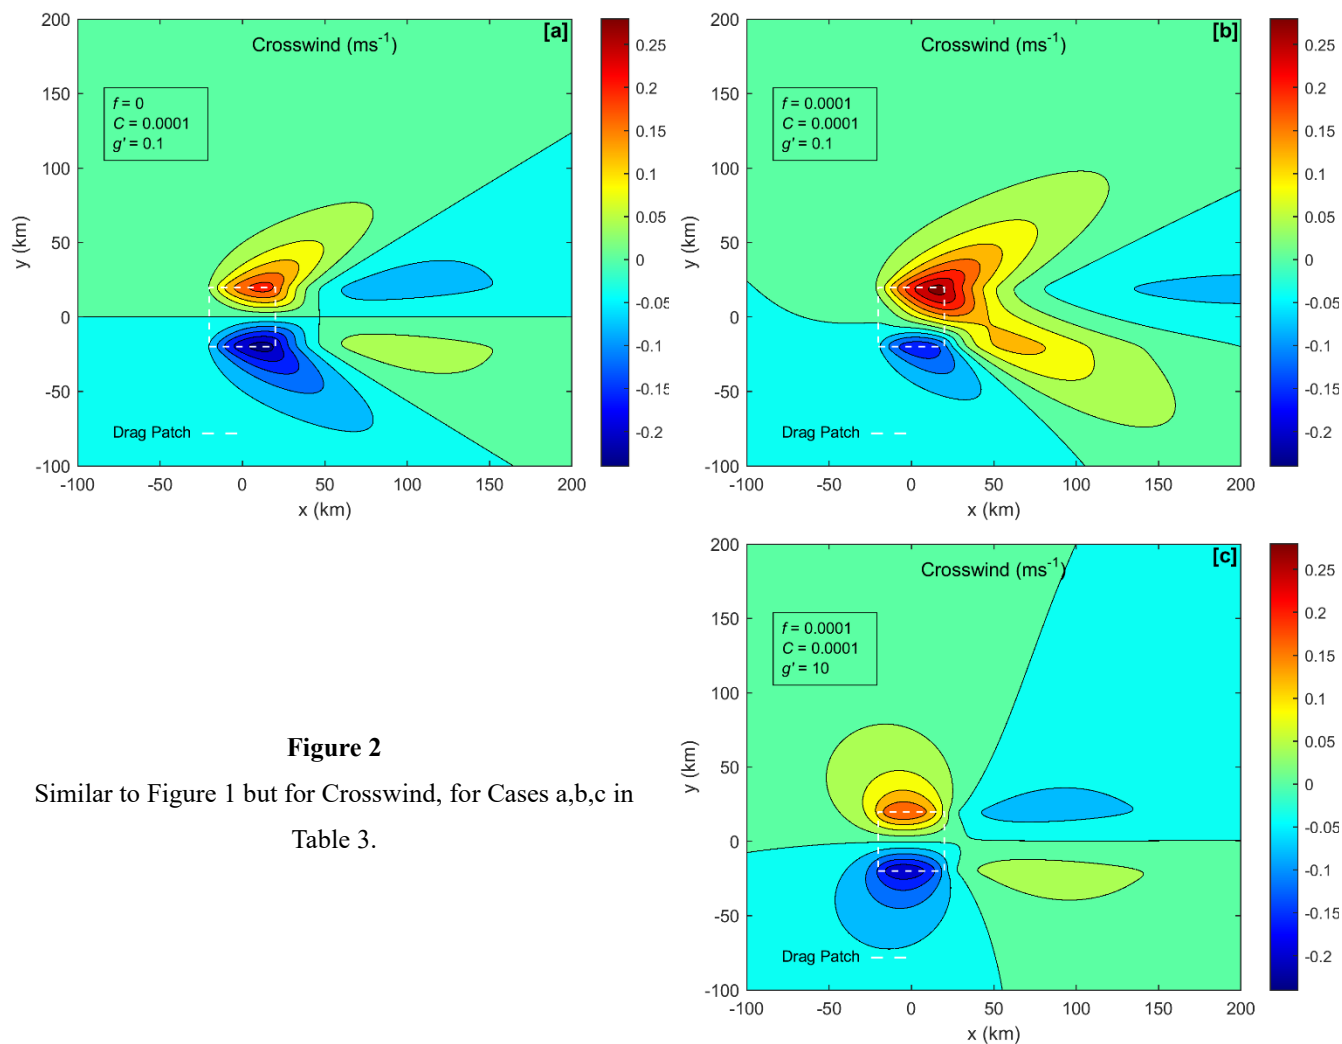 [a]
Crosswind (ms⁻¹)
f = 0
C = 0.0001
g' = 0.1
Drag Patch
200
150
100
50
0
-50
-100
y (km)
-100
-50
0
50
100
150
200
x (km)
0.25
0.2
0.15
0.1
0.05
0
-0.05
-0.1
-0.15
-0.2
[b]
Crosswind (ms⁻¹)
f = 0.0001
C = 0.0001
g' = 0.1
Drag Patch
200
150
100
50
0
-50
-100
y (km)
-100
-50
0
50
100
150
200
x (km)
0.25
0.2
0.15
0.1
0.05
0
-0.05
-0.1
-0.15
-0.2
Figure 2
Similar to Figure 1 but for Crosswind, for Cases a,b,c in
Table 3.
[c]
Crosswind (ms⁻¹)
f = 0.0001
C = 0.0001
g' = 10
Drag Patch
200
150
100
50
0
-50
-100
y (km)
-100
-50
0
50
100
150
200
x (km)
0.25
0.2
0.15
0.1
0.05
0
-0.05
-0.1
-0.15
-0.2